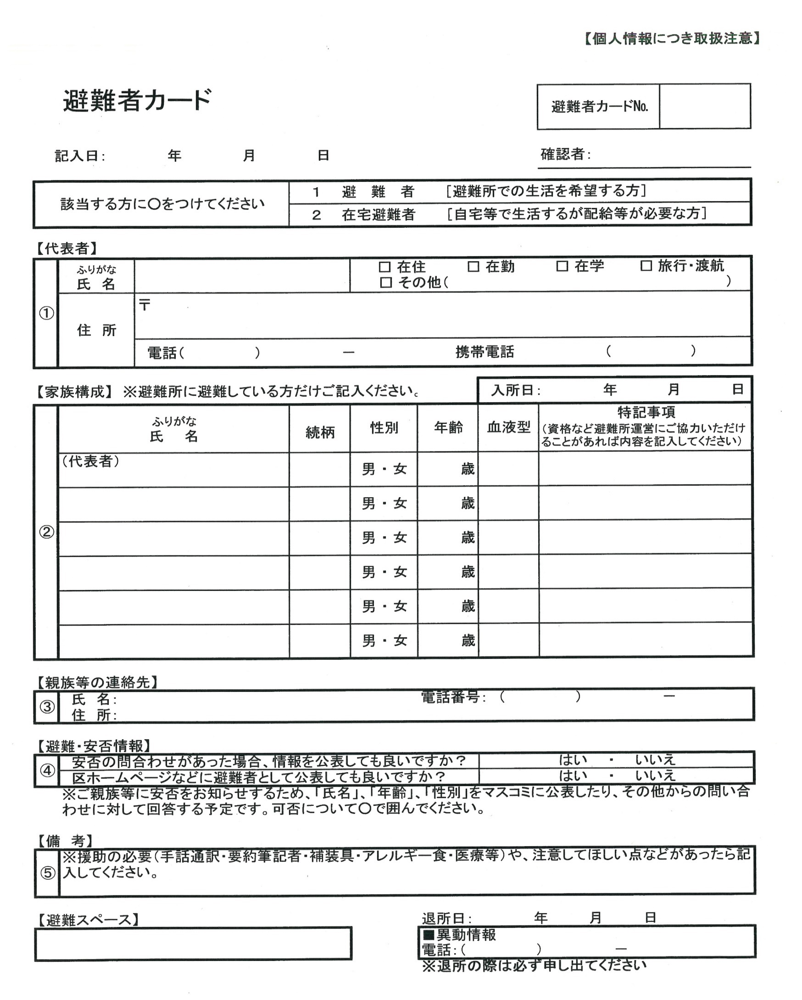 【個人情報につき取扱注意】
避難者カード
避難者カード№
記入日： 年 月 日
確認者：
該当する方に〇をつけてください
1 避 難 者 ［避難所での生活を希望する方］
2 在宅避難者 ［自宅等で生活するが配給等が必要な方］
【代表者】
①
ふりがな
氏 名
□ 在住 □ 在勤 □ 在学 □ 旅行・渡航
□ その他（ ）
住 所
〒
電話（ ） － 携帯電話 （ ）
【家族構成】 ※避難所に避難している方だけご記入ください。
入所日： 年 月 日
②
ふりがな
氏 名
続柄
性別
年齢
血液型
特記事項
（資格など避難所運営にご協力いただけ
ることがあれば内容を記入してください）
（代表者）
男 ・ 女 歳
男 ・ 女 歳
男 ・ 女 歳
男 ・ 女 歳
男 ・ 女 歳
男 ・ 女 歳
【親族等の連絡先】
③
氏 名： 電話番号： （ ） －
住 所：
【避難・安否情報】
④
安否の問合わせがあった場合、情報を公表しても良いですか？ はい ・ いいえ
区ホームページなどに避難者として公表しても良いですか？ はい ・ いいえ
※ご親族等に安否をお知らせするため、「氏名」、「年齢」、「性別」をマスコミに公表したり、その他からの問い合
わせに対して回答する予定です。可否について〇で囲んでください。
【備 考】
⑤
※援助の必要（手話通訳・要約筆記者・補装具・アレルギー食・医療等）や、注意してほしい点などがあったら記
入してください。
【避難スペース】
退所日： 年 月 日
■異動情報
電話：（ ） －
※退所の際は必ず申し出てください